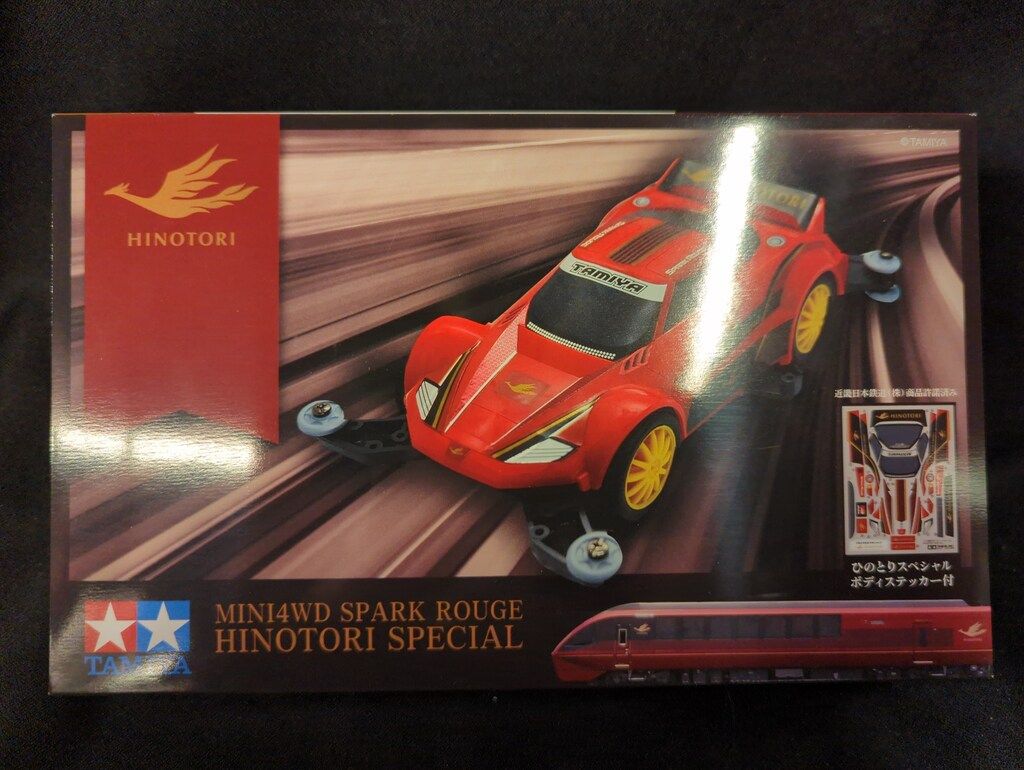 ©TAMIYA
HINOTORI
HINOTORI
TAMIYA
近畿日本鉄道(株)商品許諾済み
HINOTORI
ひのとりスペシャル
ボディステッカー付
MINI4WD SPARK ROUGE
HINOTORI SPECIAL
TAMIYA